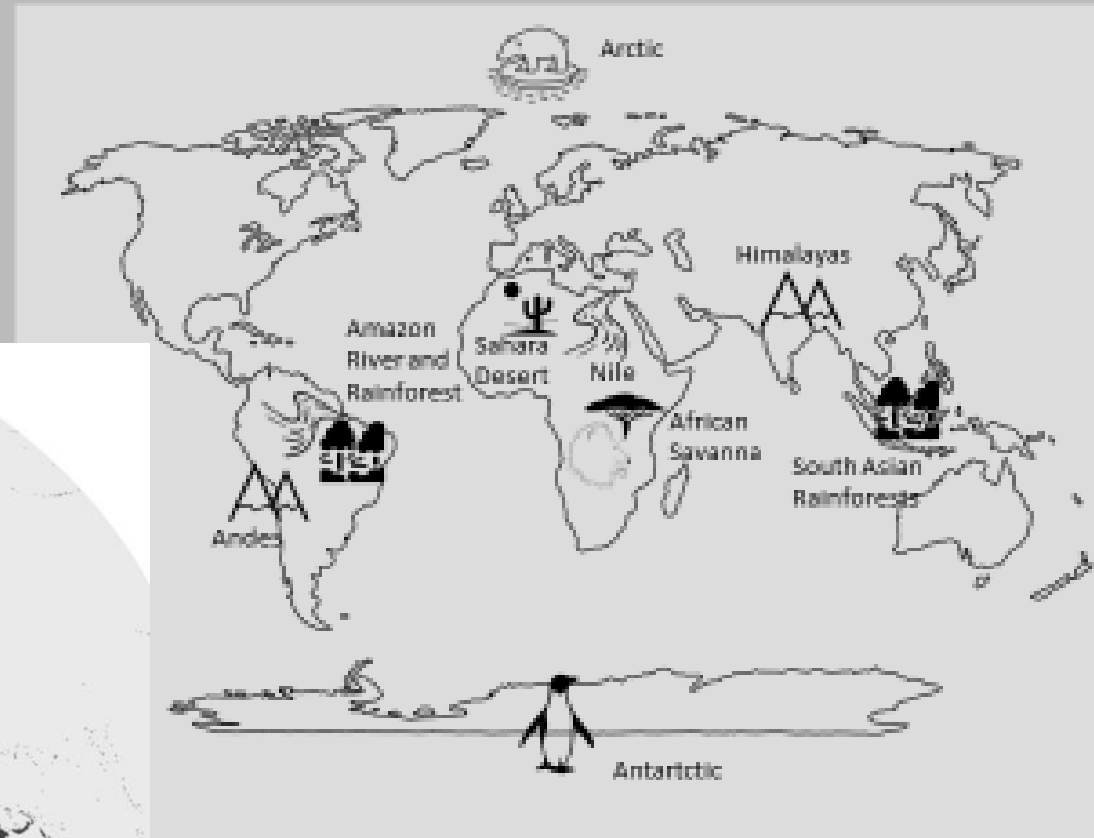 Arctic
Himalayas
Amazon
River and
Rainforest
Sahara
Desert
Nile
African
Savanna
South Asian
Rainforests
Andes
Antartctic